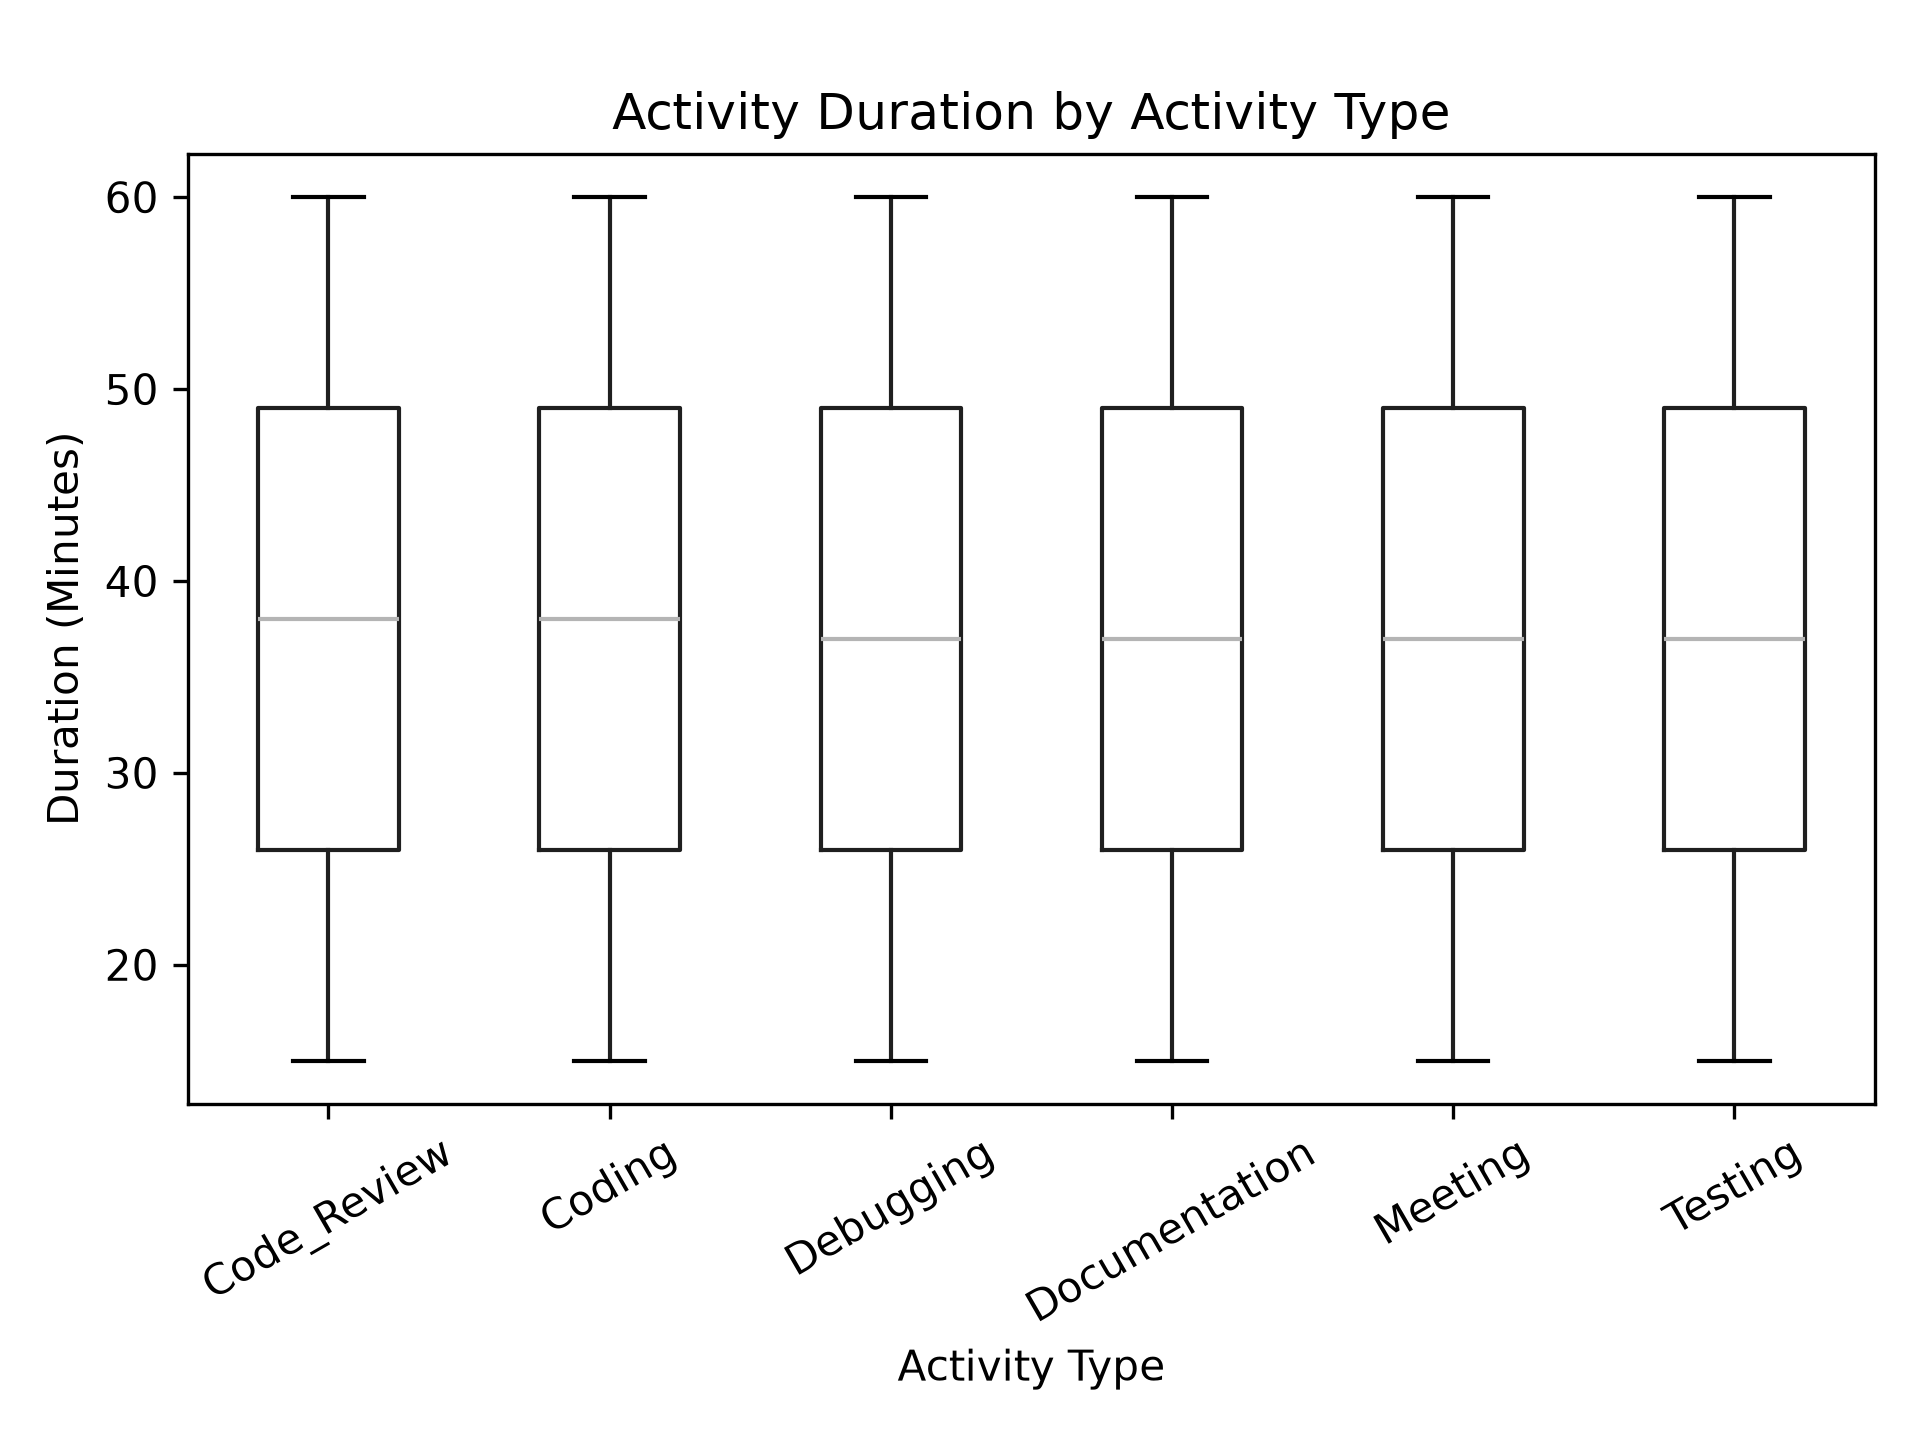 Activity Duration by Activity Type
Duration (Minutes)
60
50
40
30
20
Code_Review
Coding
Debugging
Documentation
Meeting
Testing
Activity Type